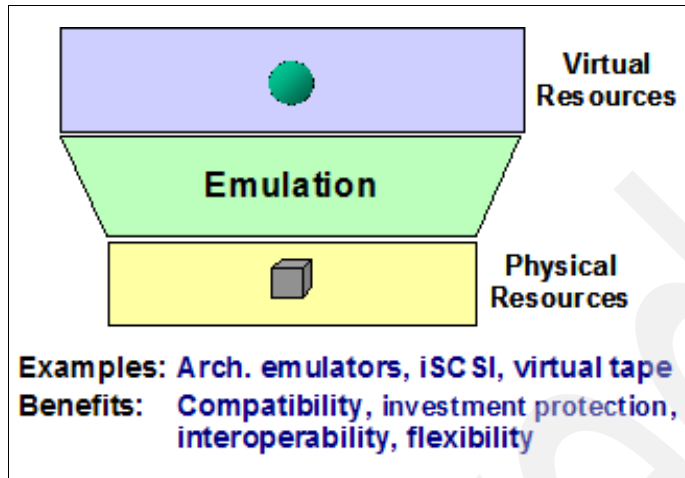 Virtual
Resources
Emulation
Physical
Resources
Examples: Arch. emulators, iSCSI, virtual tape
Benefits: Compatibility, investment protection,
interoperability, flexibility